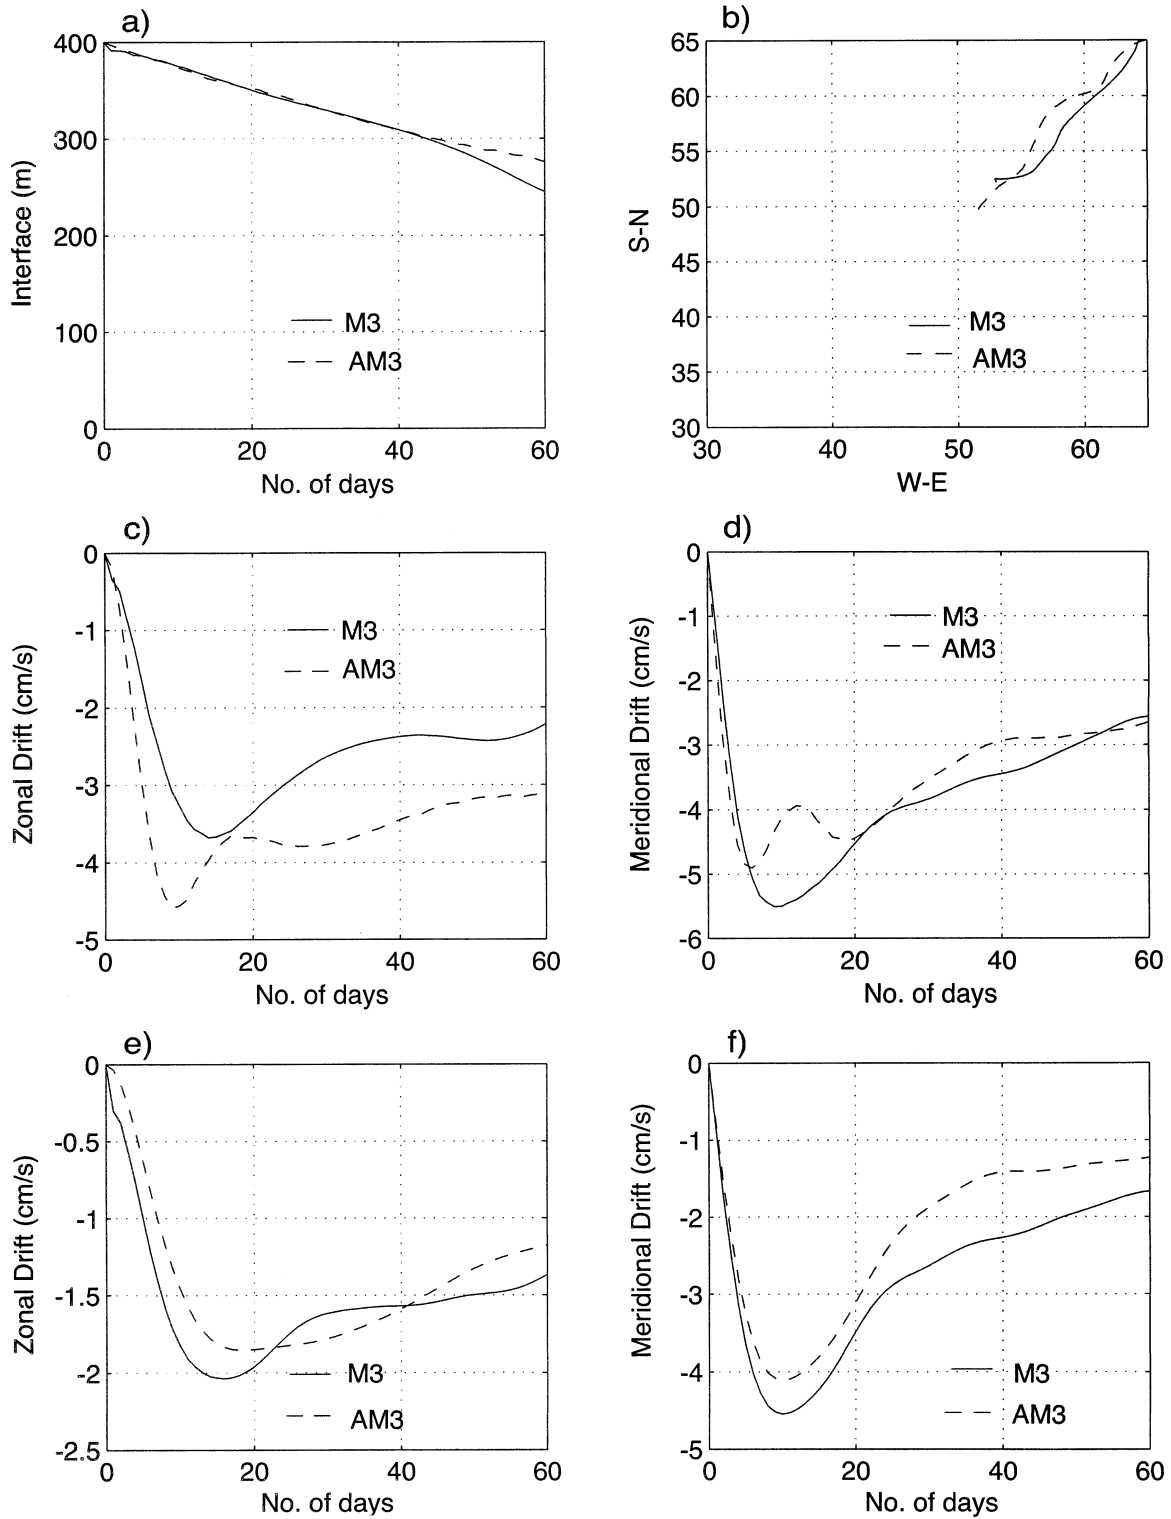 a)
400
300
200
100
0
0 20 40 60
Interface (m)
No. of days
M3
AM3
b)
65
60
55
50
45
40
35
30
30 40 50 60
S-N
W-E
M3
AM3
c)
0
-1
-2
-3
-4
-5
0 20 40 60
Zonal Drift (cm/s)
No. of days
M3
AM3
d)
0
-1
-2
-3
-4
-5
-6
0 20 40 60
Meridional Drift (cm/s)
No. of days
M3
AM3
e)
0
-0.5
-1
-1.5
-2
-2.5
0 20 40 60
Zonal Drift (cm/s)
No. of days
M3
AM3
f)
0
-1
-2
-3
-4
-5
0 20 40 60
Meridional Drift (cm/s)
No. of days
M3
AM3